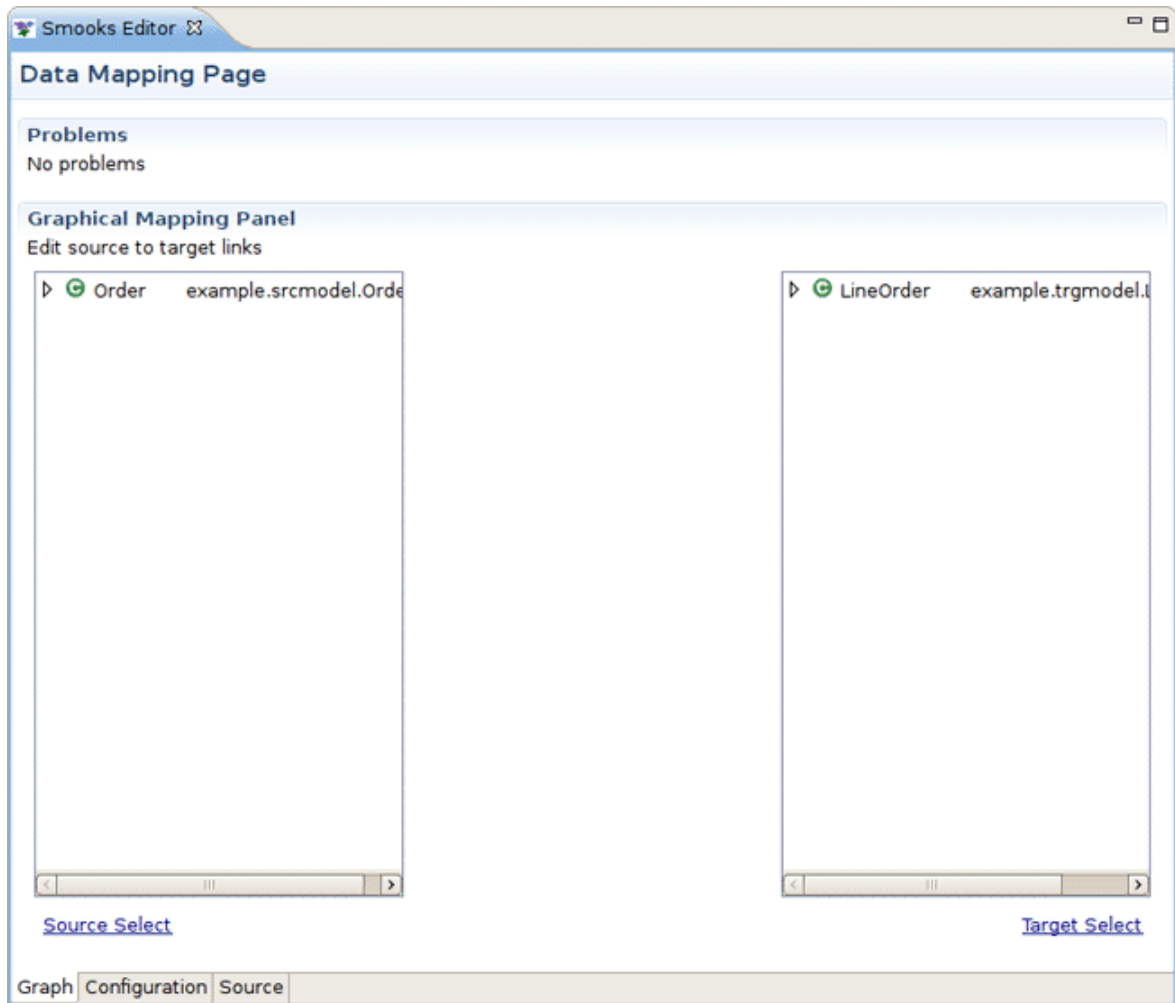 Smooks Editor
Data Mapping Page
Problems
No problems
Graphical Mapping Panel
Edit source to target links
Order example.srcmodel.Orde
LineOrder example.trgmodel.L
Source Select
Target Select
Graph Configuration Source